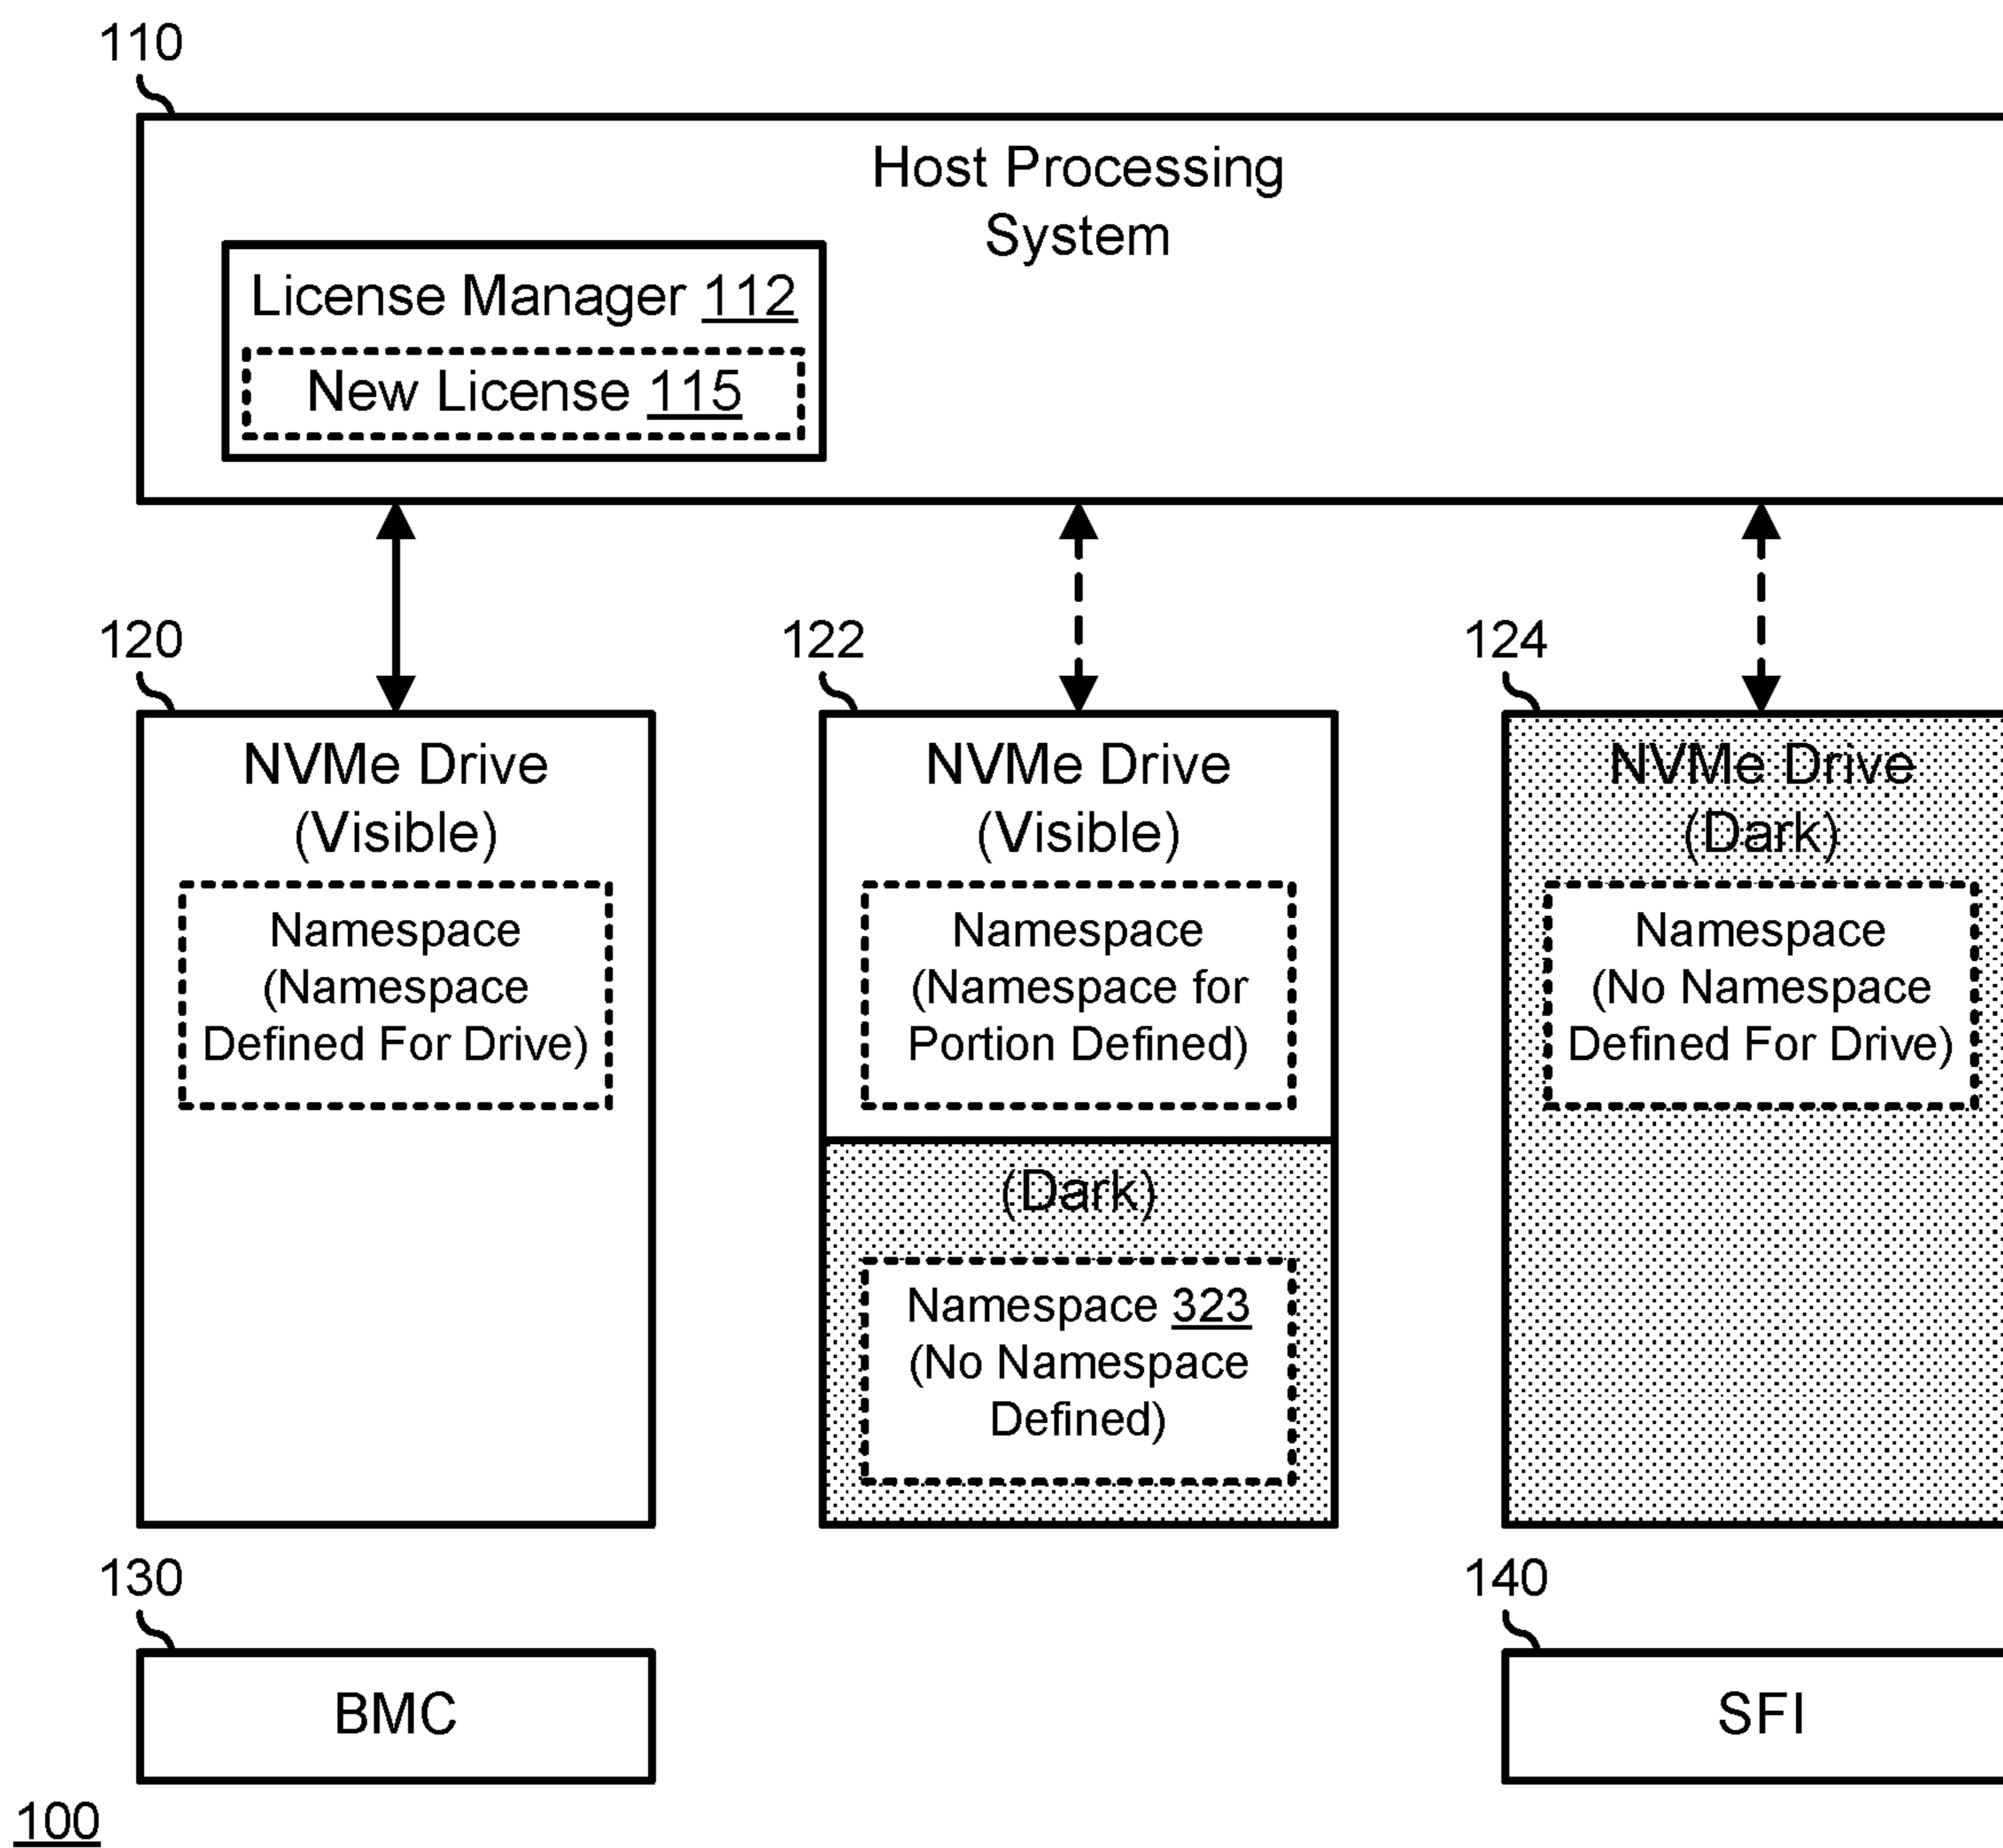 110
Host Processing
System
License Manager 112
New License 115
120
122
124
NVMe Drive
(Visible)
Namespace
(Namespace
Defined For Drive)
NVMe Drive
(Visible)
Namespace
(Namespace for
Portion Defined)
(Dark)
Namespace 323
(No Namespace
Defined)
NVMe Drive
(Dark)
Namespace
(No Namespace
Defined For Drive)
130
BMC
140
SFI
100